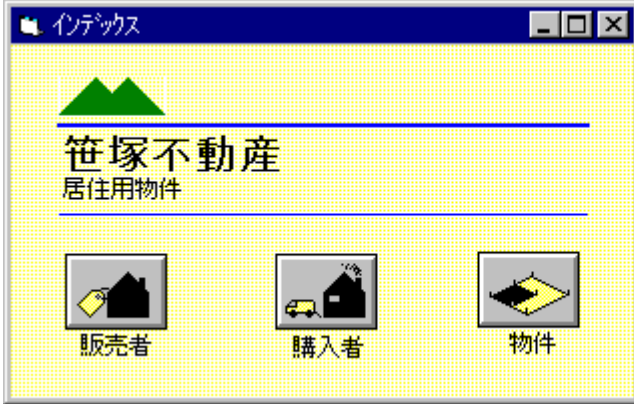 インデックス
笹塚不動産
居住用物件
販売者
購入者
物件